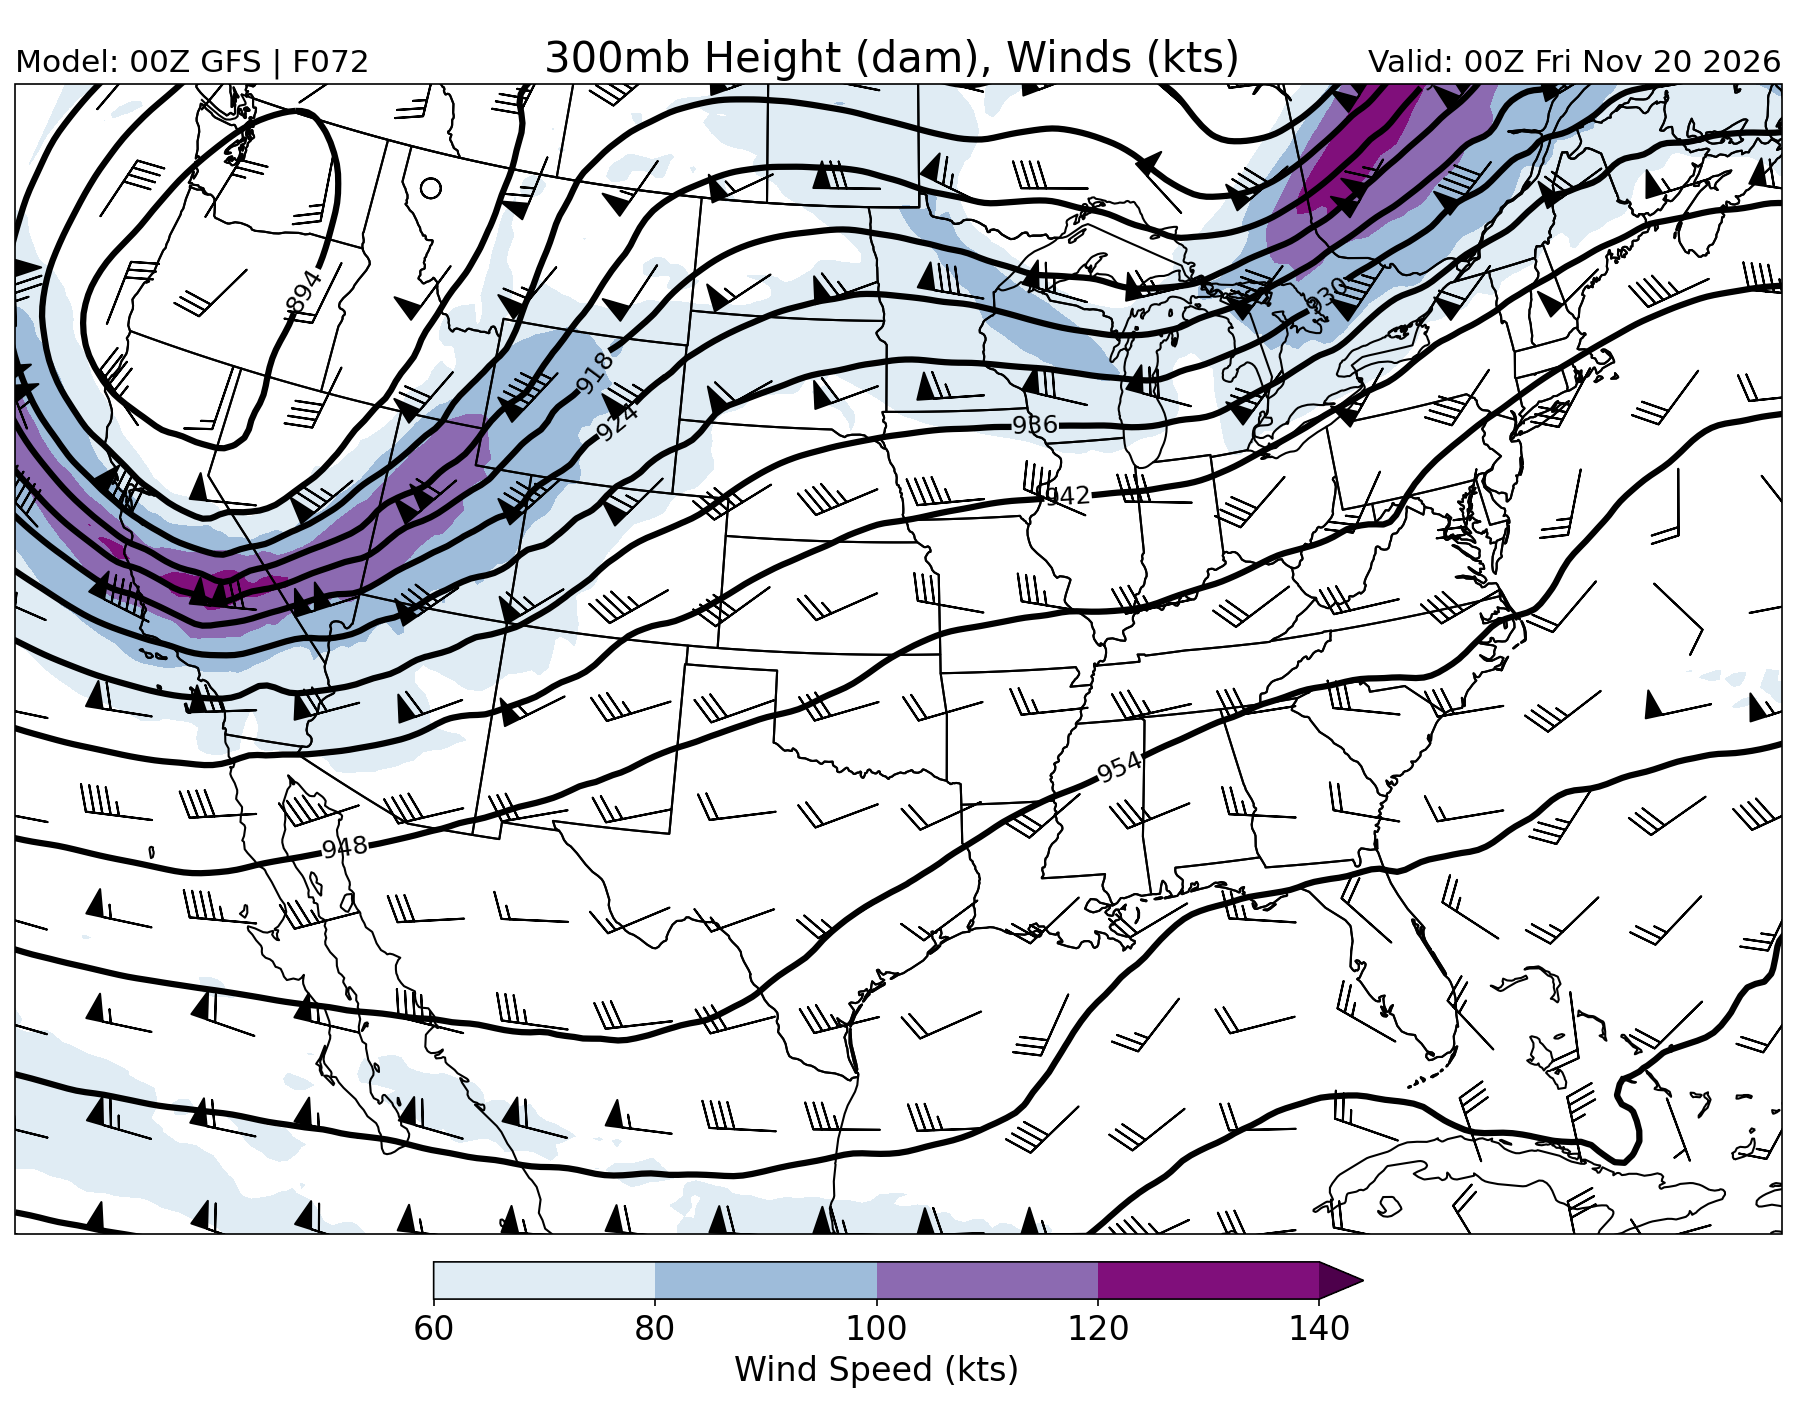 Model: 00Z GFS | F072
300mb Height (dam), Winds (kts)
Valid: 00Z Fri Nov 20 2026
894
930
918
924
936
942
954
948
60 80 100 120 140
Wind Speed (kts)